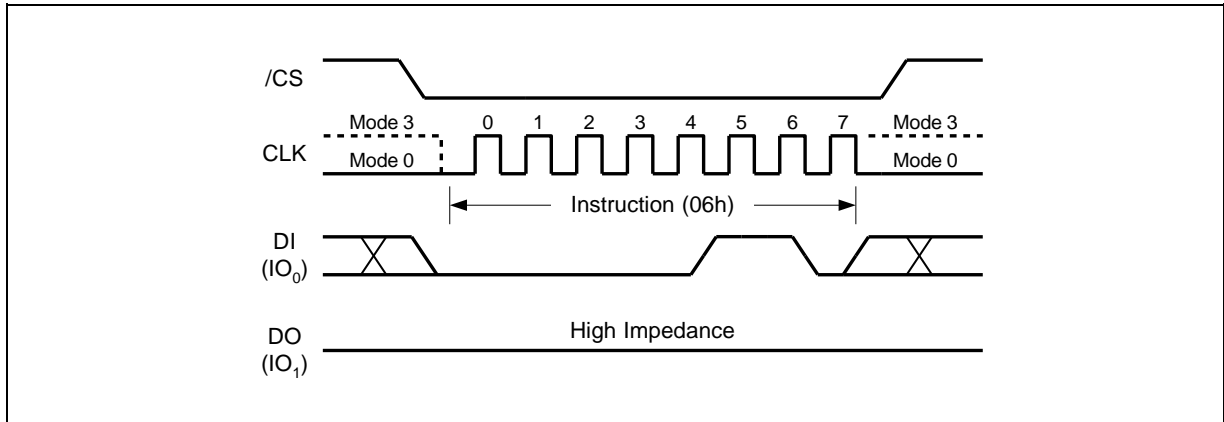 /CS
Mode 3 0 1 2 3 4 5 6 7 Mode 3
CLK
Mode 0 Mode 0
Instruction (06h)
DI
(IO0)
High Impedance
DO
(IO1)